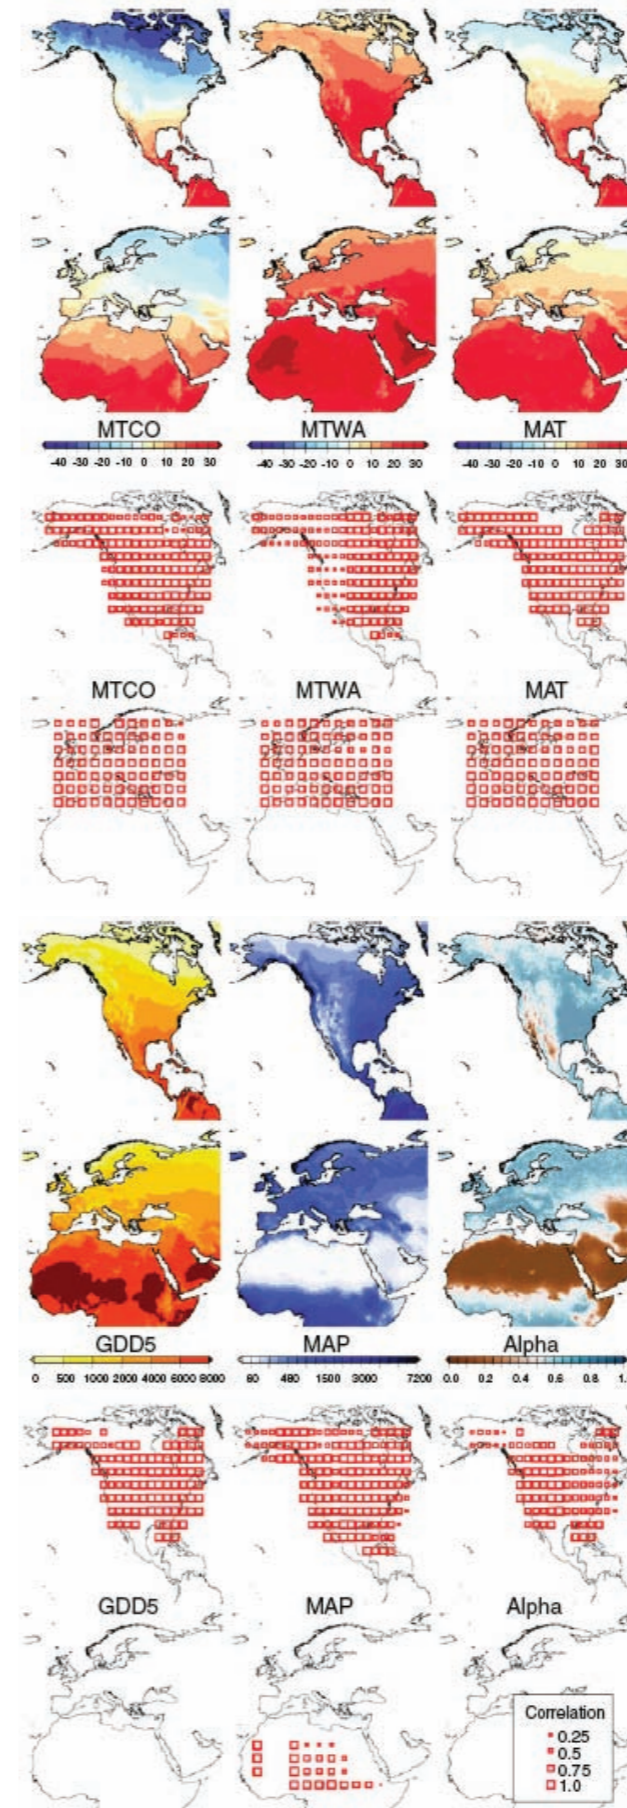 MTCO MTWA MAT
-40 -30 -20 -10 0 10 20 30 -40 -30 -20 -10 0 10 20 30 -40 -30 -20 -10 0 10 20 30
MTCO MTWA MAT
GDD5 MAP Alpha
0 500 1000 2000 4000 6000 8000 60 480 1500 3000 7200 0.0 0.2 0.4 0.6 0.8 1.
GDD5 MAP Alpha
Correlation
0.25
0.5
0.75
1.0